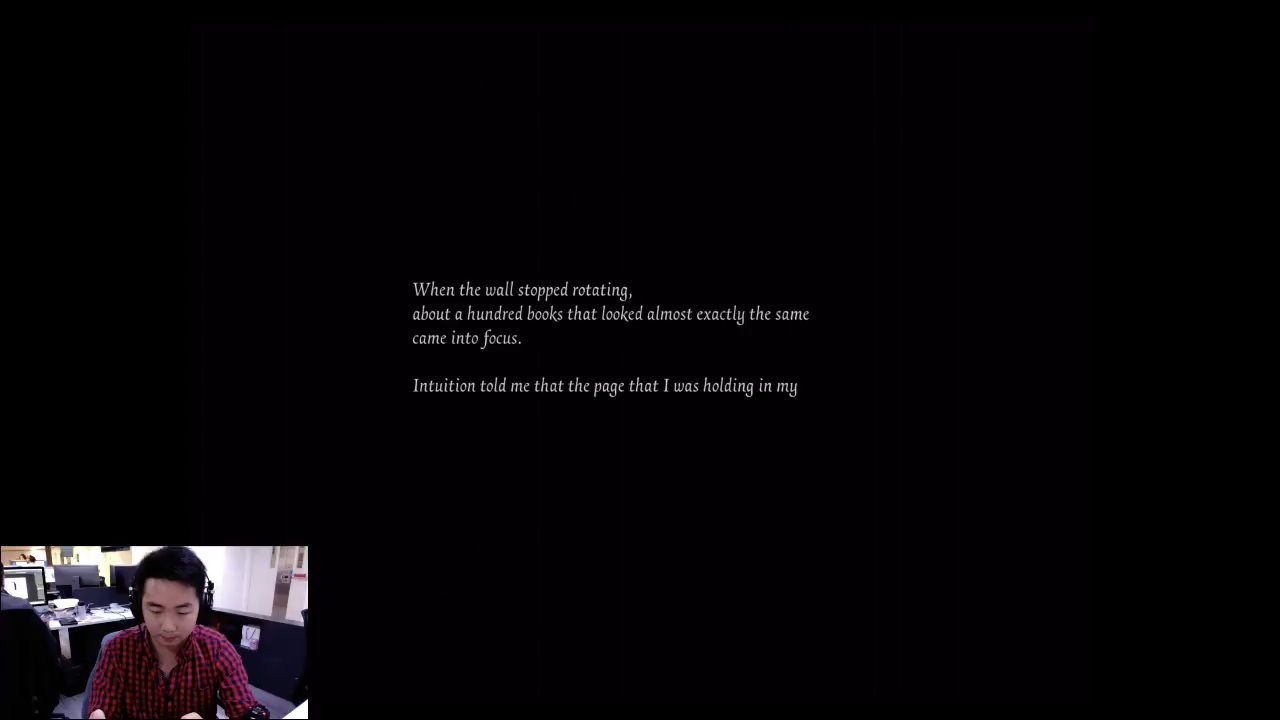 When the wall stopped rotating,
about a hundred books that looked almost exactly the same
came into focus.
Intuition told me that the page that I was holding in my